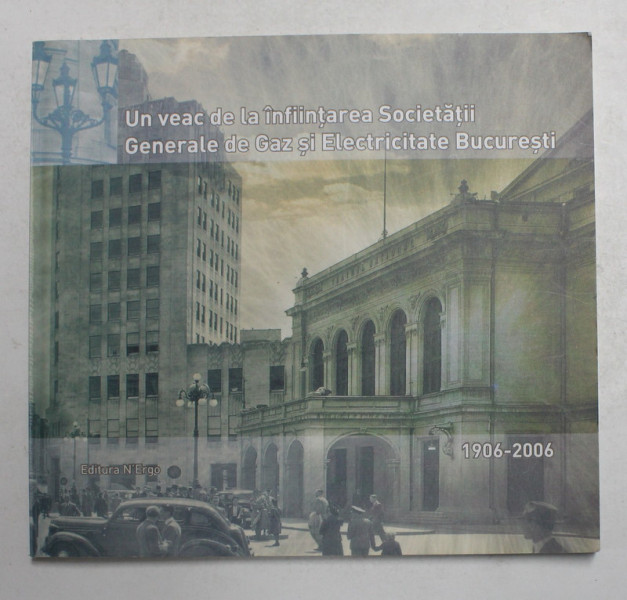 Un veac de la înființarea Societății
Generale de Gaz și Electricitate București
1906-2006
Editura N'Ergo